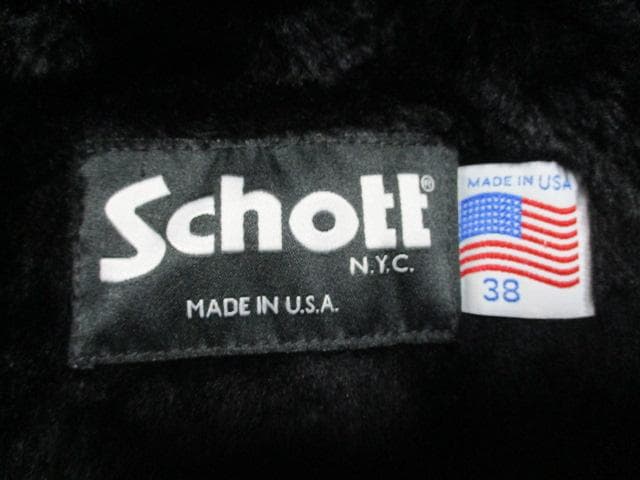 Schott®
N.Y.C.
MADE IN U.S.A.
MADE IN USA
38